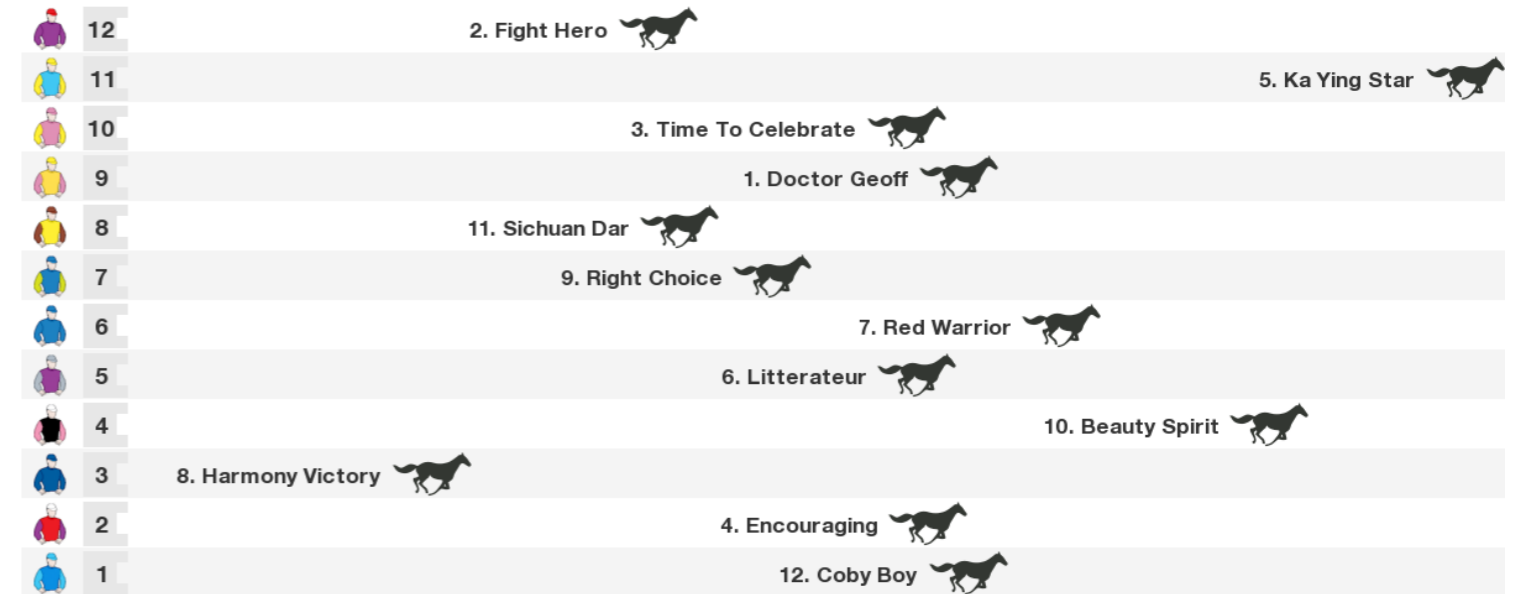 12 2. Fight Hero
11 5. Ka Ying Star
10 3. Time To Celebrate
9 1. Doctor Geoff
8 11. Sichuan Dar
7 9. Right Choice
6 7. Red Warrior
5 6. Litterateur
4 10. Beauty Spirit
3 8. Harmony Victory
2 4. Encouraging
1 12. Coby Boy